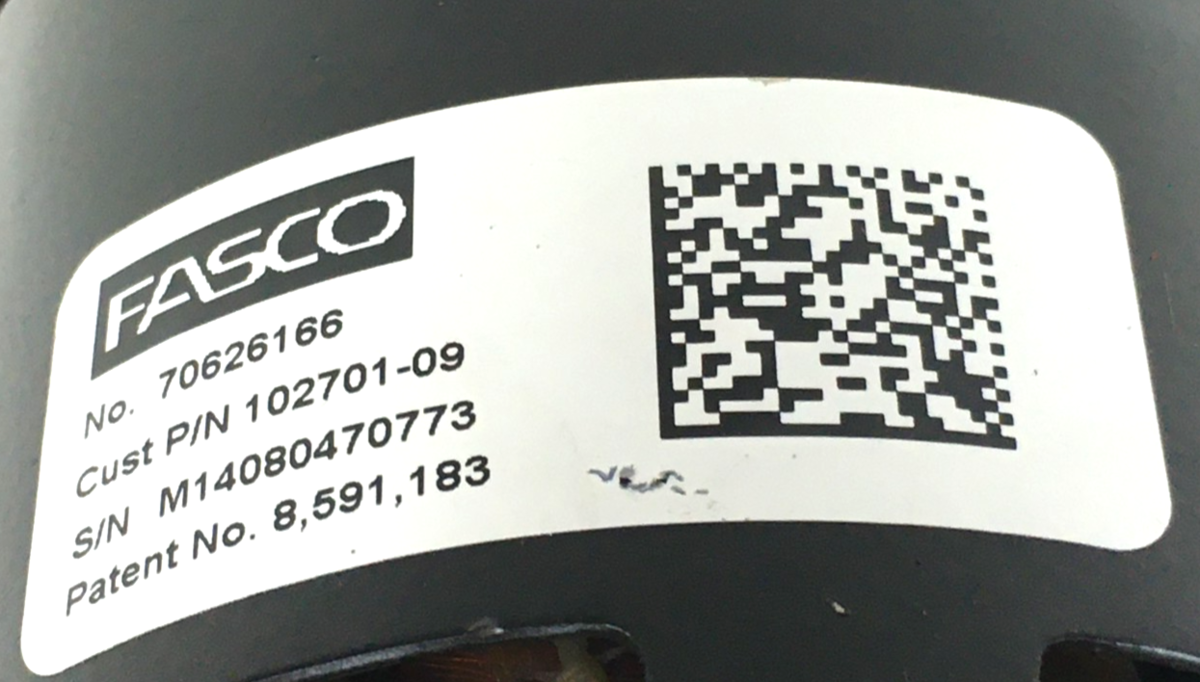 FASCO
No. 70626166
Cust P/N 102701-09
S/N M14080470773
Patent No. 8,591,183